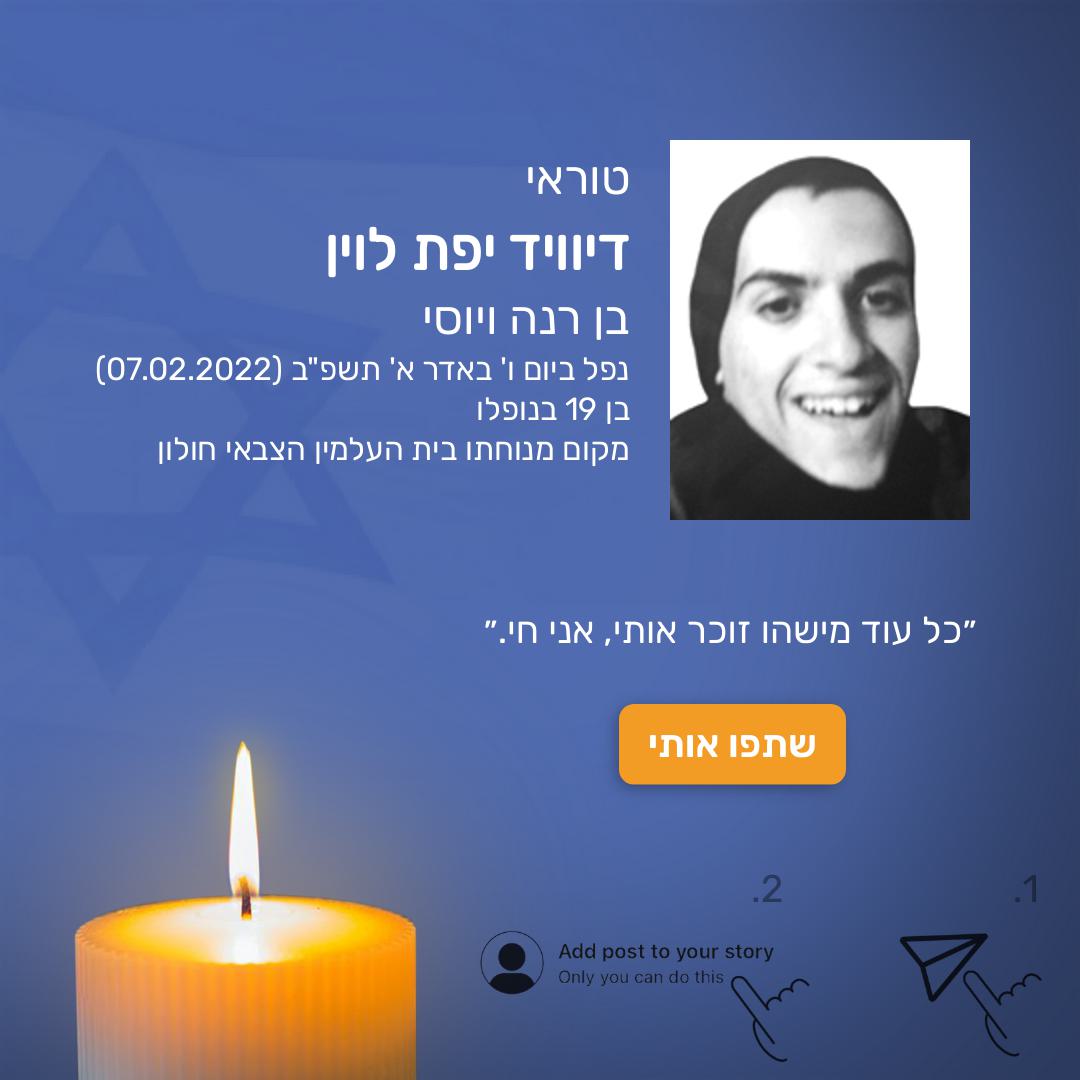 טוראי
דיוויד יפת לוין
בן רנה ויוסי
נפל ביום ו' באדר א' תשפ"ב (07.02.2022)
בן 19 בנופלו
מקום מנוחתו בית העלמין הצבאי חולון
״כל עוד מישהו זוכר אותי, אני חי.״
שתפו אותי
1.
2.
Add post to your story
Only you can do this